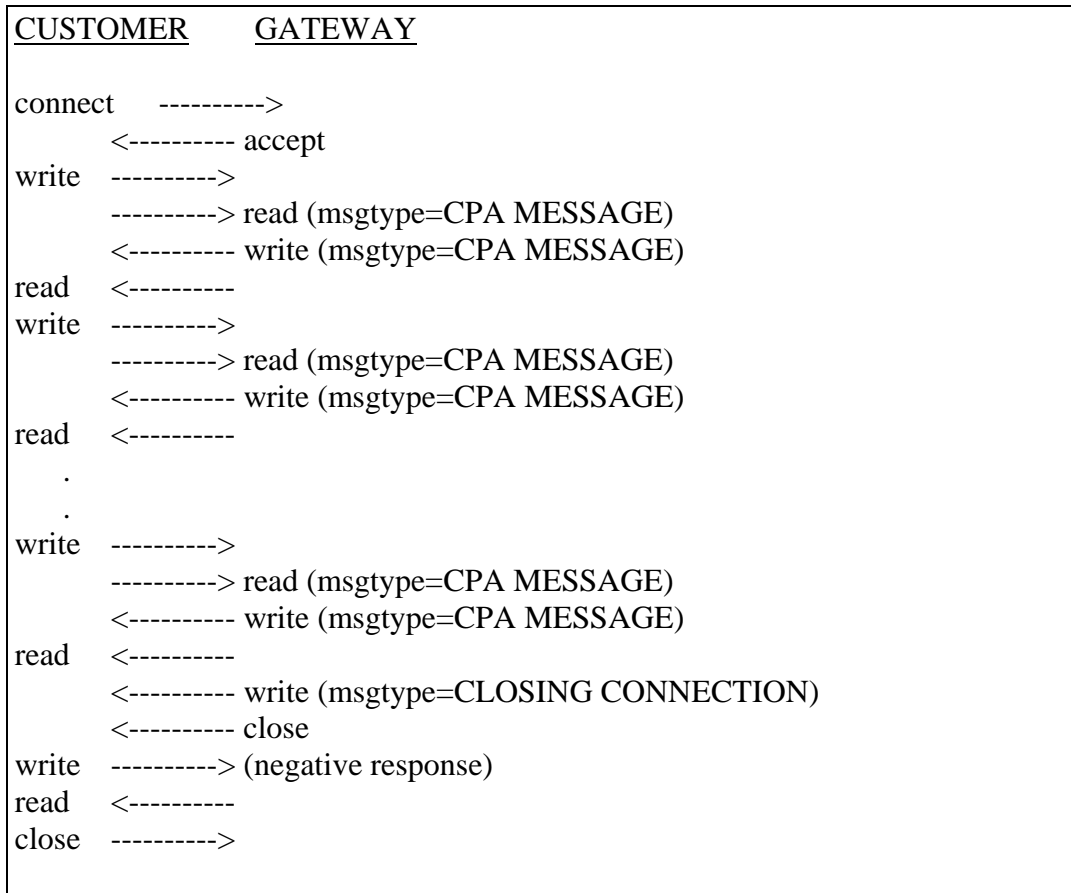 CUSTOMER GATEWAY
connect ---------->
<---------- accept
write ---------->
----------> read (msgtype=CPA MESSAGE)
<---------- write (msgtype=CPA MESSAGE)
read <----------
write ---------->
----------> read (msgtype=CPA MESSAGE)
<---------- write (msgtype=CPA MESSAGE)
read <----------
.
.
write ---------->
----------> read (msgtype=CPA MESSAGE)
<---------- write (msgtype=CPA MESSAGE)
read <----------
<---------- write (msgtype=CLOSING CONNECTION)
<---------- close
write ----------> (negative response)
read <----------
close ---------->